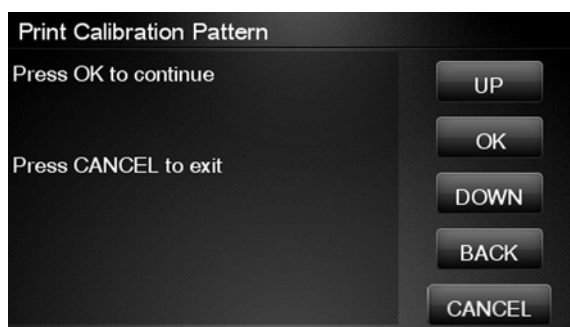 Print Calibration Pattern
Press OK to continue
Press CANCEL to exit
UP
OK
DOWN
BACK
CANCEL